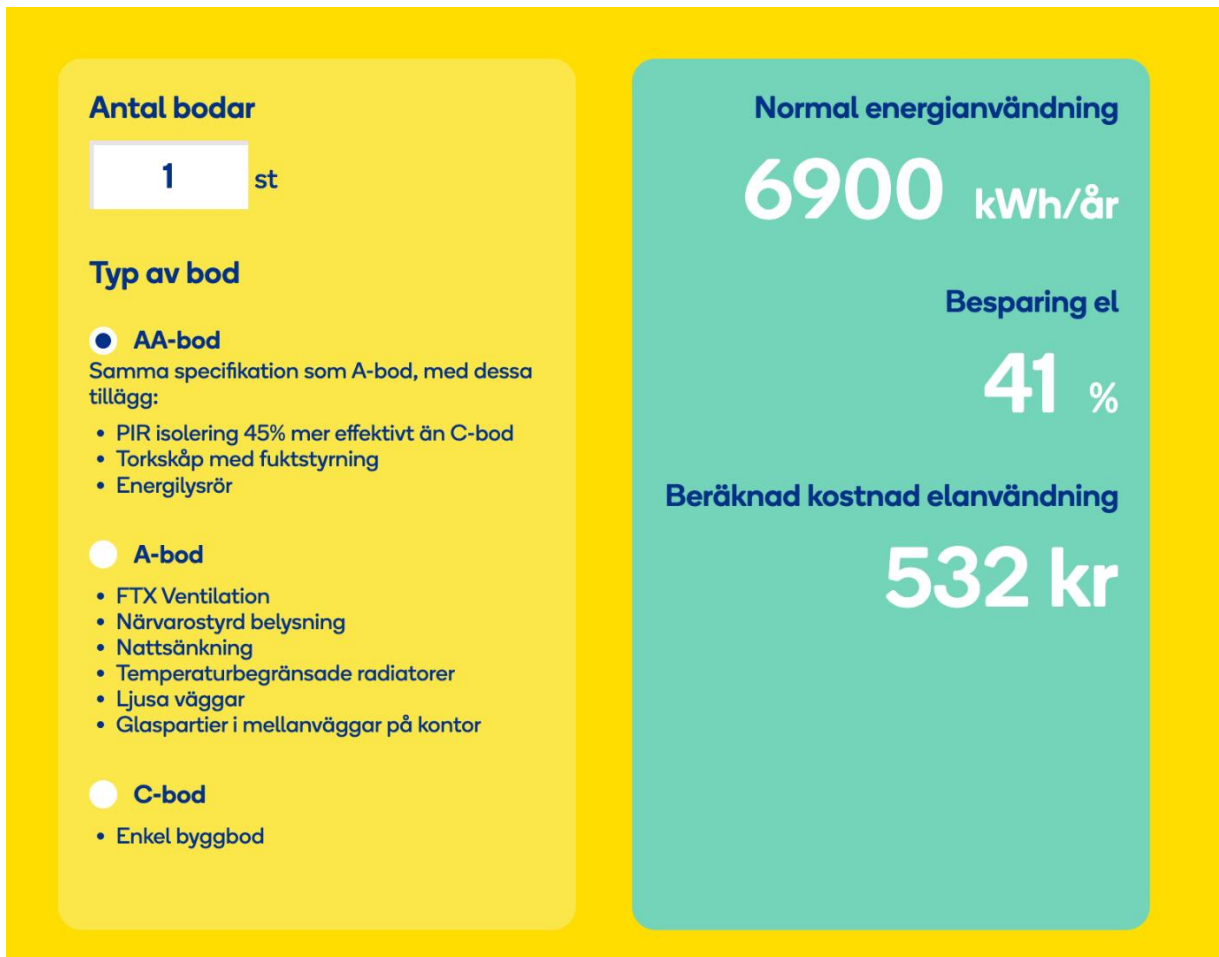 Antal bodar
1 st
Typ av bod
AA-bod
Samma specifikation som A-bod, med dessa
tillägg:
• PIR isolering 45% mer effektivt än C-bod
• Torkskåp med fuktstyrning
• Energilysrör
A-bod
• FTX Ventilation
• Närvarostyrd belysning
• Nattsänkning
• Temperaturbegränsade radiatorer
• Ljusa väggar
• Glaspartier i mellanväggar på kontor
C-bod
• Enkel byggbod
Normal energianvändning
6900 kWh/år
Besparing el
41 %
Beräknad kostnad elanvändning
532 kr